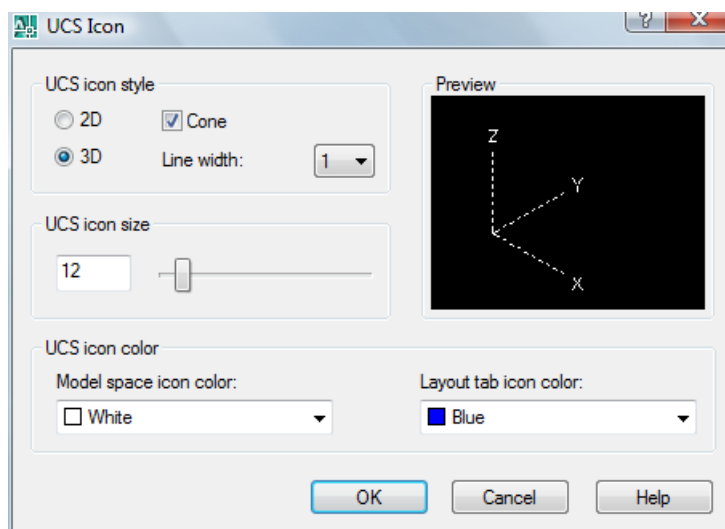 UCS Icon
UCS icon style
2D
Cone
3D
Line width:
1
Preview
Z
Y
X
UCS icon size
12
UCS icon color
Model space icon color:
White
Layout tab icon color:
Blue
OK
Cancel
Help